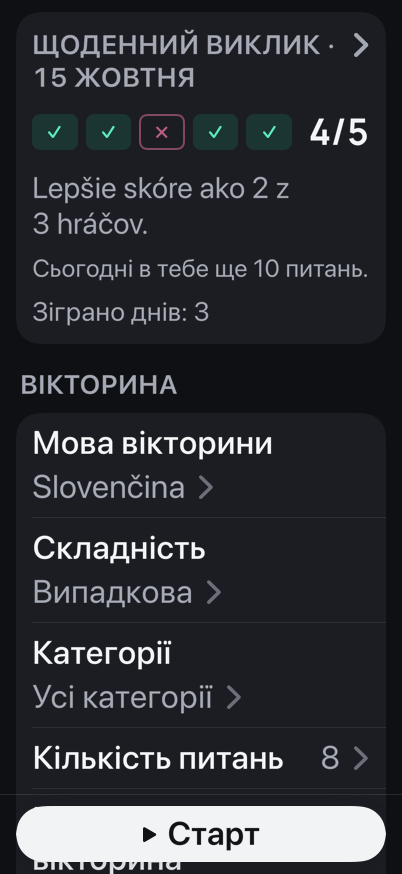 ЩОДЕННИЙ ВИКЛИК ·
15 ЖОВТНЯ
4/5
Lepšie skóre ako 2 z
3 hráčov.
Сьогодні в тебе ще 10 питань.
Зіграно днів: 3
ВІКТОРИНА
Мова вікторини
Slovenčina
Складність
Випадкова
Категорії
Усі категорії
Кількість питань 8
Старт
вікторина